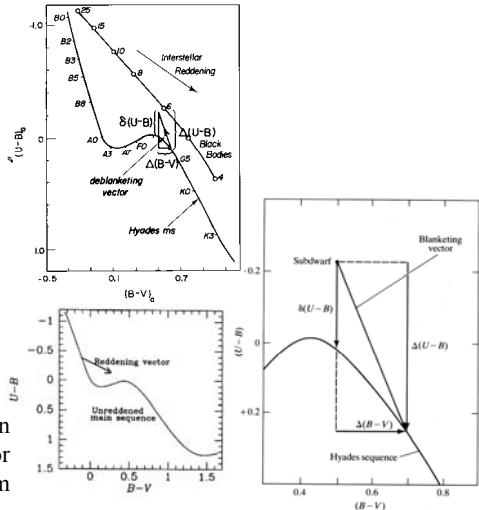 -1.0
0
1.0
(U-B)o
B0
B2
B3
B5
B8
A0
A3
A7
F0
G5
K0
K3
25
15
10
8
6
4
Interstellar
Reddening
δ(U-B)
Δ(U-B)
Black
Bodies
Δ(B-V)
deblanketing
vector
Hyades ms
-0.5
0.1
0.5
1.0
(B-V)o
-1
-0.5
0
0.5
1
1.5
U-B
Reddening vector
Unreddened
main sequence
0
0.5
1
1.5
B-V
-0.2
0
+0.2
(U-B)
Subdwarf
Blanketing
vector
δ(U-B)
Δ(U-B)
Δ(B-V)
Hyades sequence
0.4
0.6
0.8
(B-V)
n
or
m